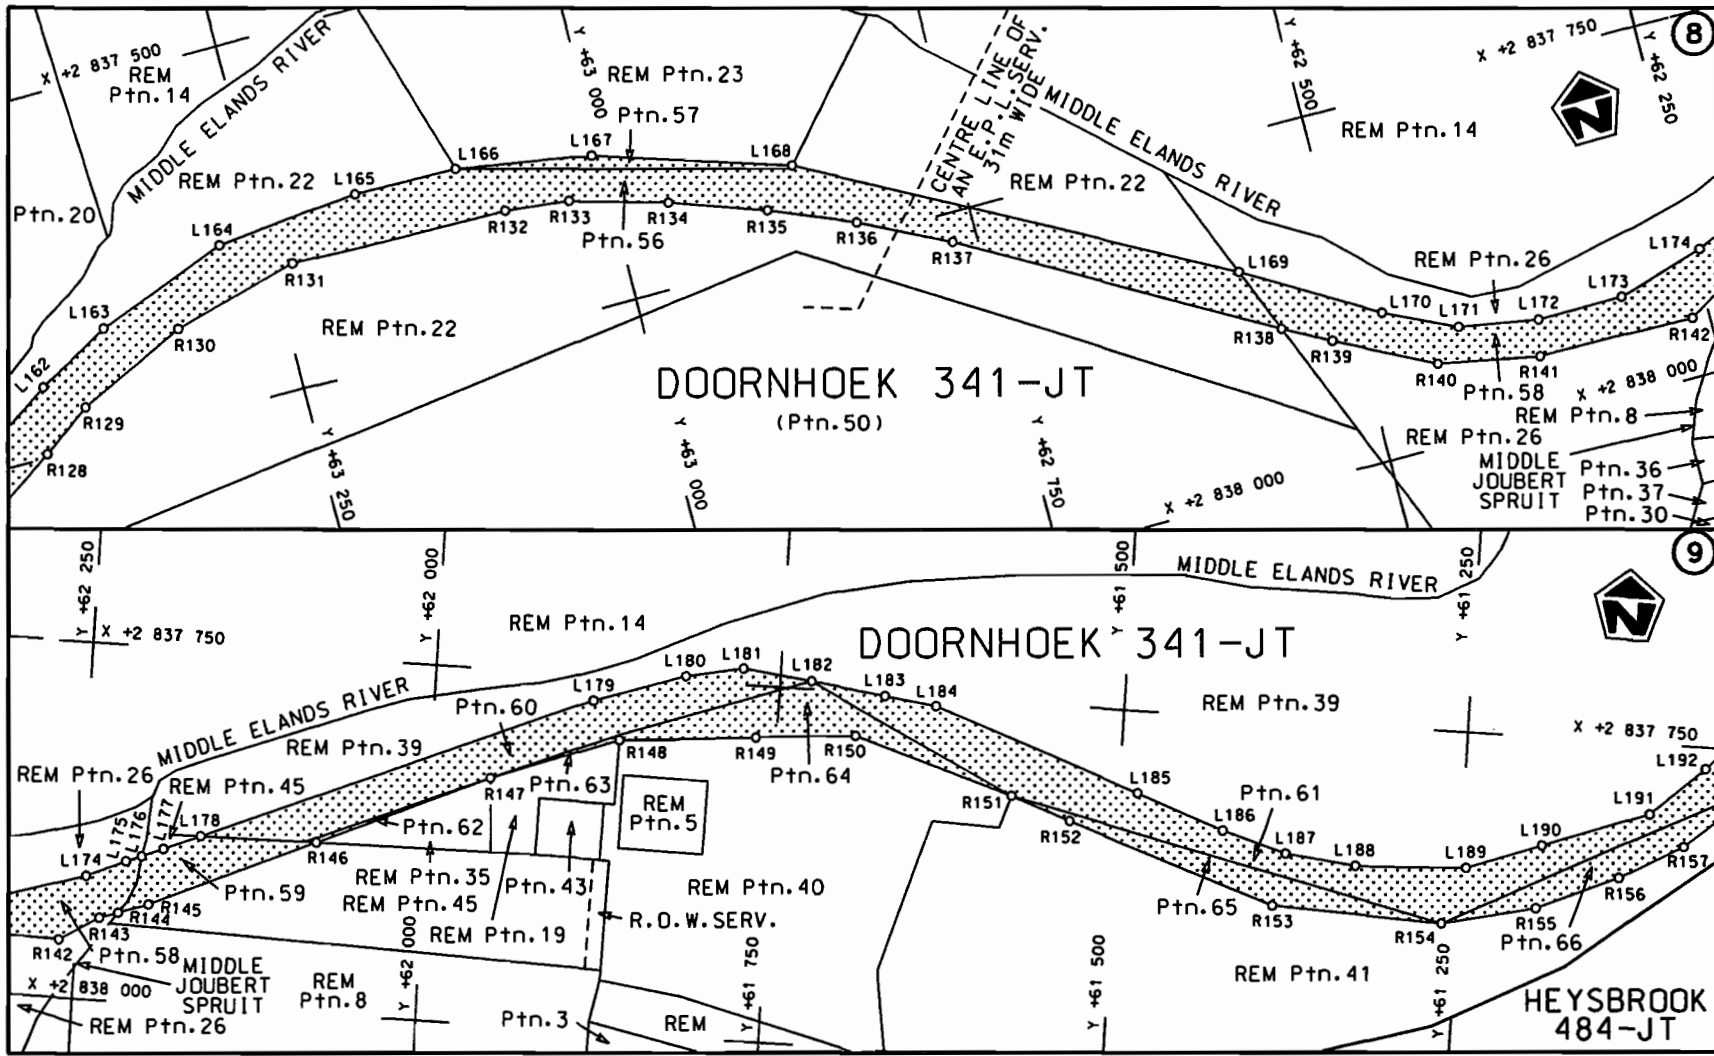 8
X +2 837 500
REM
Ptn.14
MIDDLE ELANDS RIVER
Y +63 000
REM Ptn.23
Ptn.57
CENTRE LINE OF
AN E.P.L.SERV.
31m WIDE
MIDDLE ELANDS RIVER
Y +62 500
X +2 837 750
Y +62 250
REM Ptn.14
N
L166
L167
L168
REM Ptn.22
L165
REM Ptn.22
Ptn.20
L164
R132
R133
R134
R135
R136
R137
Ptn.56
R131
L163
R130
REM Ptn.22
L162
R129
R128
L169
REM Ptn.26
L170
L171
L172
L173
L174
R138
R139
R140
R141
R142
Ptn.58
X +2 838 000
REM Ptn.8
REM Ptn.26
MIDDLE
JOUBERT
SPRUIT
Ptn.36
Ptn.37
Ptn.30
DOORNHOEK 341-JT
(Ptn.50)
Y +63 250
Y +63 000
Y +62 750
X +2 838 000
9
Y +62 250
X +2 837 750
Y +62 000
REM Ptn.14
Y +61 500
MIDDLE ELANDS RIVER
Y +61 250
N
DOORNHOEK 341-JT
MIDDLE ELANDS RIVER
REM Ptn.39
Ptn.60
L179
L180
L181
L182
L183
L184
REM Ptn.39
X +2 837 750
REM Ptn.26
REM Ptn.45
L174
L175
L176
L177
L178
R148
R149
R150
Ptn.63
Ptn.64
R147
REM
Ptn.5
L185
L186
Ptn.61
L187
L188
L189
L190
L191
L192
R151
R152
Ptn.62
R146
Ptn.59
REM Ptn.35
Ptn.43
REM Ptn.45
REM Ptn.19
REM Ptn.40
R.O.W.SERV.
Ptn.65
R153
R154
R155
R156
R157
Ptn.66
R145
R144
R143
R142
Ptn.58
MIDDLE
JOUBERT
SPRUIT
X +2 838 000
REM Ptn.26
REM
Ptn.8
Y +62 000
Ptn.3
REM
Y +61 750
Y +61 500
REM Ptn.41
Y +61 250
HEYSBROOK
484-JT